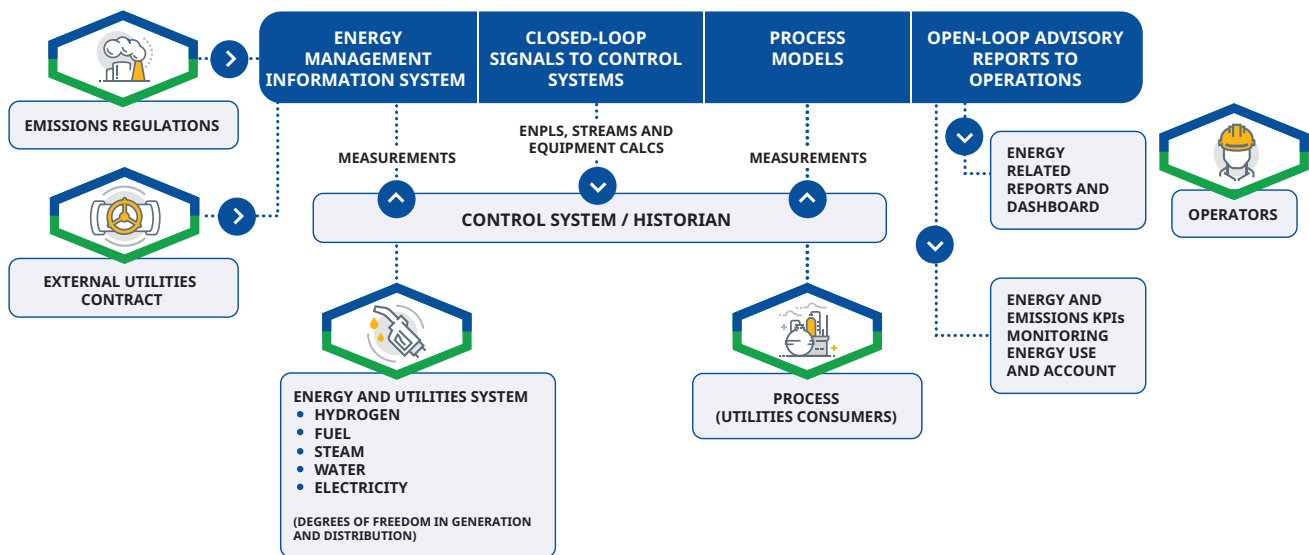 ENERGY
MANAGEMENT
INFORMATION SYSTEM
CLOSED-LOOP
SIGNALS TO CONTROL
SYSTEMS
PROCESS
MODELS
OPEN-LOOP ADVISORY
REPORTS TO
OPERATIONS
EMISSIONS REGULATIONS
EXTERNAL UTILITIES
CONTRACT
MEASUREMENTS
ENPLS, STREAMS AND
EQUIPMENT CALCS
MEASUREMENTS
CONTROL SYSTEM / HISTORIAN
ENERGY
RELATED
REPORTS AND
DASHBOARD
OPERATORS
ENERGY AND
EMISSIONS KPIs
MONITORING
ENERGY USE
AND ACCOUNT
ENERGY AND UTILITIES SYSTEM
• HYDROGEN
• FUEL
• STEAM
• WATER
• ELECTRICITY
(DEGREES OF FREEDOM IN GENERATION
AND DISTRIBUTION)
PROCESS
(UTILITIES CONSUMERS)